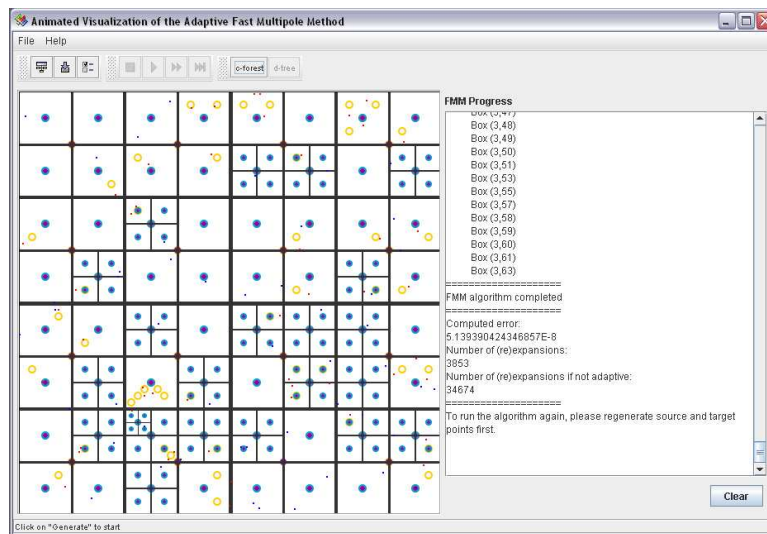 Animated Visualization of the Adaptive Fast Multipole Method
File Help
c-forest d-tree
FMM Progress
Box (3,47)
Box (3,48)
Box (3,49)
Box (3,50)
Box (3,51)
Box (3,53)
Box (3,55)
Box (3,57)
Box (3,58)
Box (3,59)
Box (3,60)
Box (3,61)
Box (3,63)
====================
FMM algorithm completed
====================
Computed error:
5.139390424346857E-8
Number of (re)expansions:
3853
Number of (re)expansions if not adaptive:
34674
====================
To run the algorithm again, please regenerate source and target
points first.
Clear
Click on "Generate" to start